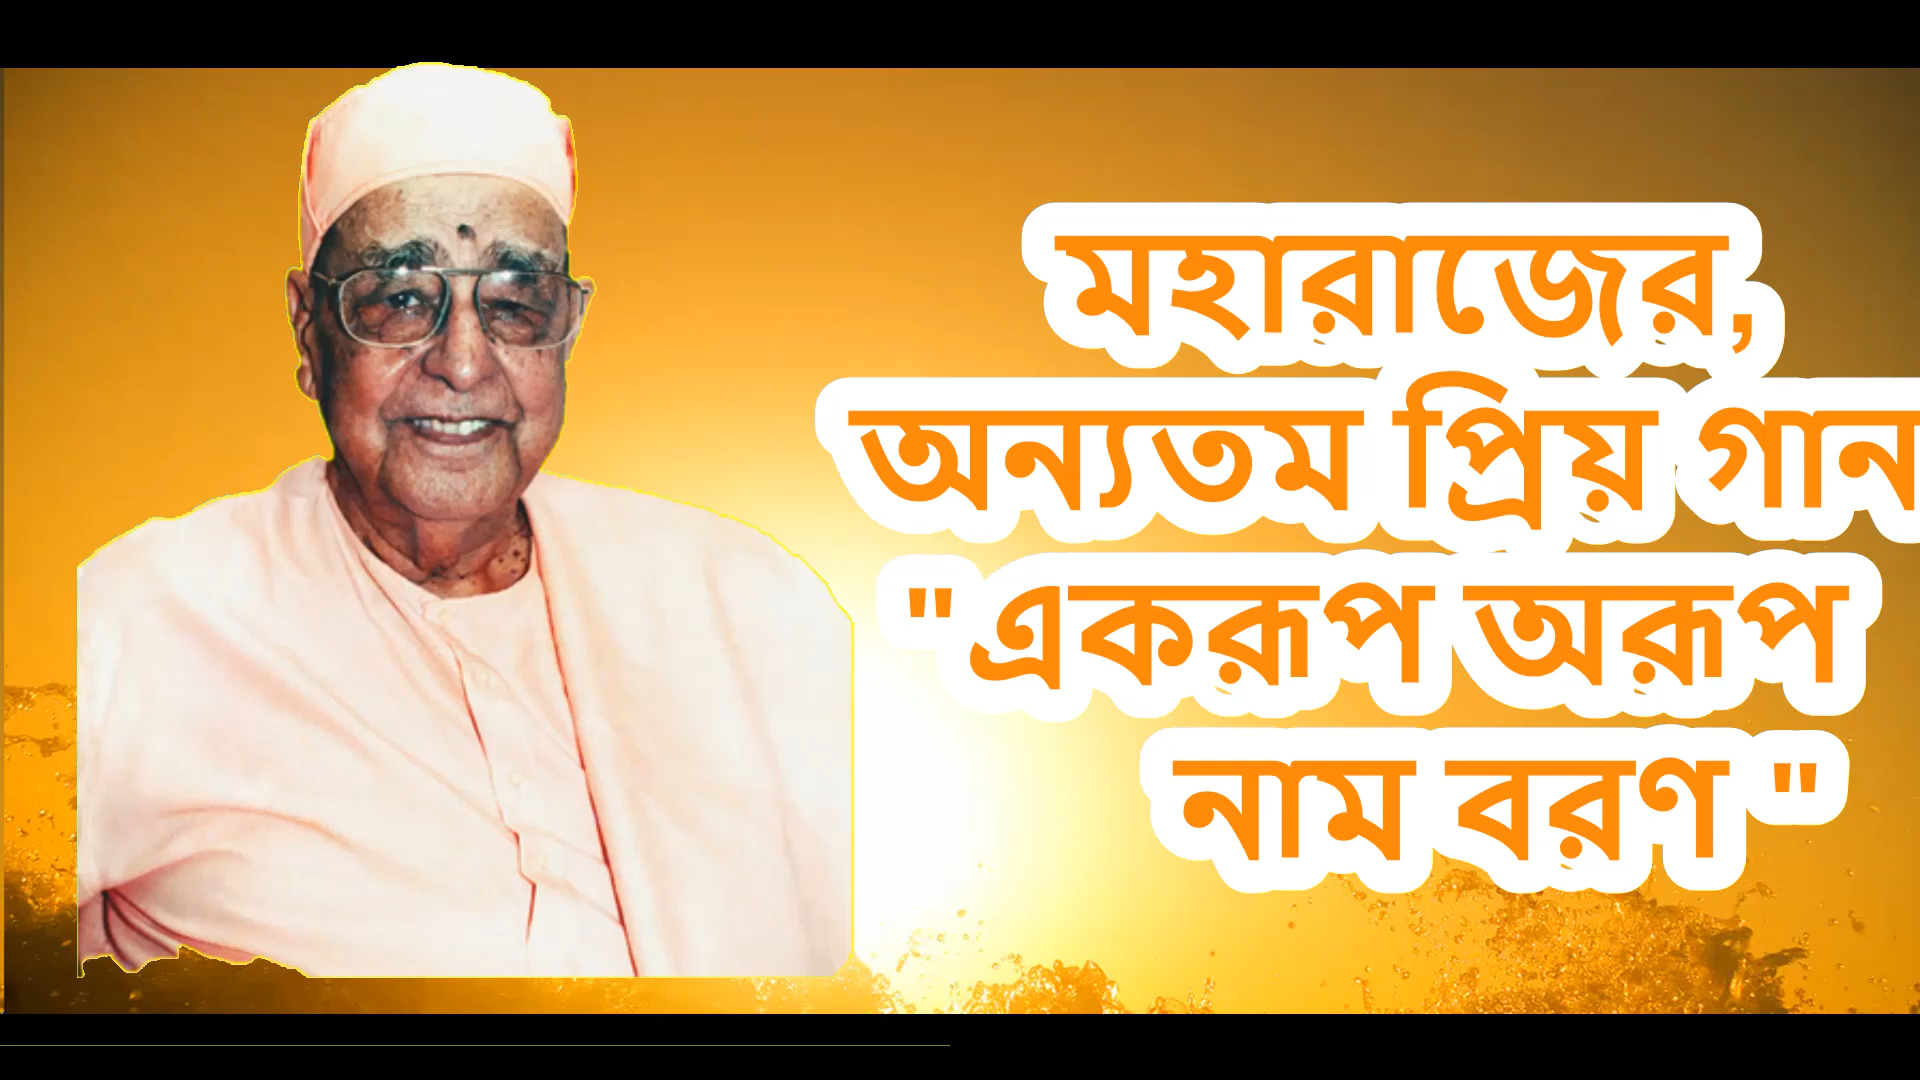 মহারাজের,
অন্যতম প্রিয় গান
"একরূপ অরূপ
নাম বরণ "